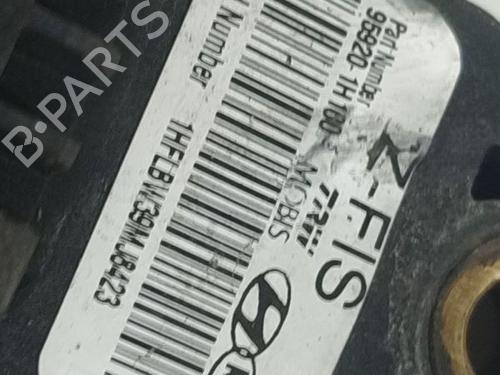 Part Number
95920 1H100
Z-FIS
MOBIS
TRW
Number
1HFLBW39MJ8423
B-PARTS